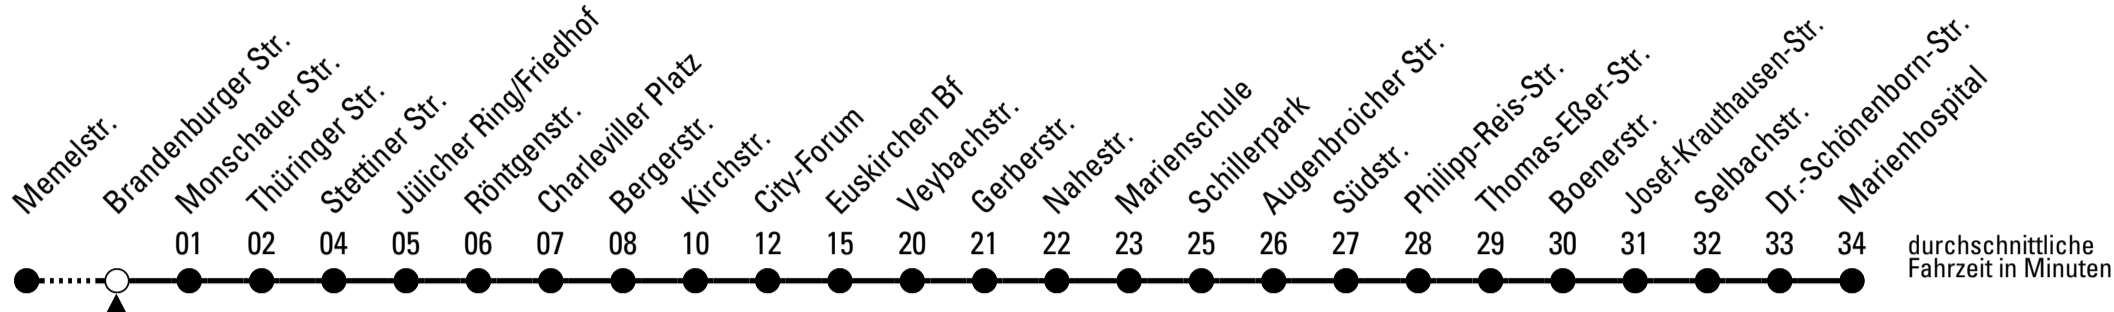 Memelstr.
Brandenburger Str.
Monschauer Str.
Thüringer Str.
Stettiner Str.
Jülicher Ring/Friedhof
Röntgenstr.
Charleviller Platz
Bergerstr.
Kirchstr.
City-Forum
Euskirchen Bf
Veybachstr.
Gerberstr.
Nahestr.
Marienschule
Schillerpark
Augenbroicher Str.
Südstr.
Philipp-Reis-Str.
Thomas-Eßer-Str.
Boenerstr.
Josef-Krauthausen-Str.
Selbachstr.
Dr.-Schönenborn-Str.
Marienhospital
01 02 04 05 06 07 08 10 12 15 20 21 22 23 25 26 27 28 29 30 31 32 33 34
durchschnittliche
Fahrzeit in Minuten